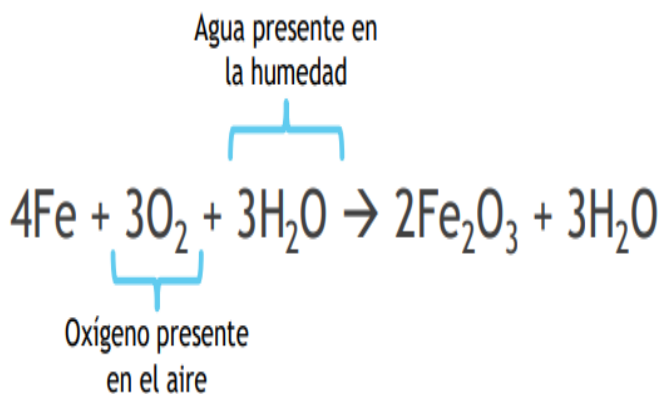 Agua presente en
la humedad
4Fe + 3O₂ + 3H₂O → 2Fe₂O₃ + 3H₂O
Oxígeno presente
en el aire